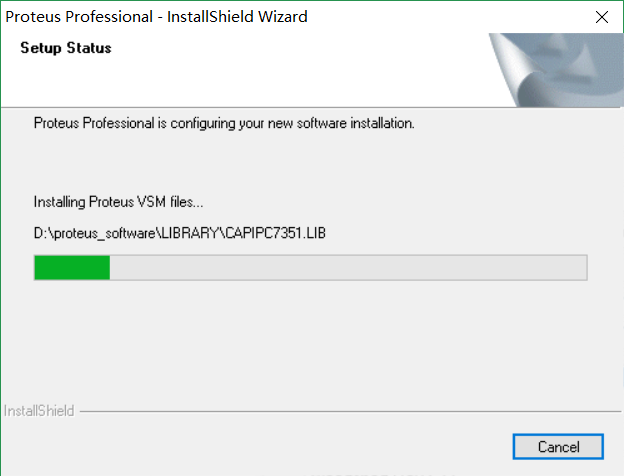 Proteus Professional - InstallShield Wizard
Setup Status
Proteus Professional is configuring your new software installation.
Installing Proteus VSM files...
D:\proteus_software\LIBRARY\CAPIPC7351.LIB
InstallShield
Cancel